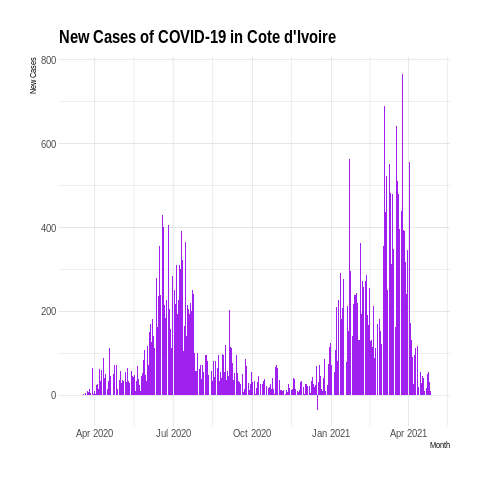 New Cases of COVID-19 in Cote d'Ivoire
New Cases
800
600
400
200
0
Apr 2020 Jul 2020 Oct 2020 Jan 2021 Apr 2021
Month